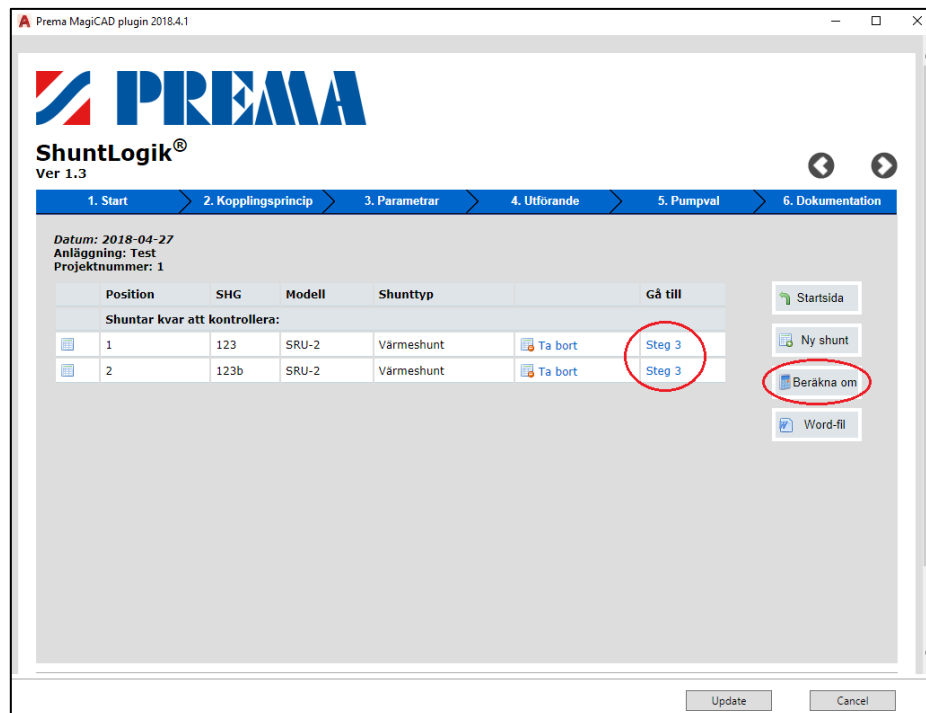 Prema MagiCAD plugin 2018.4.1
PREMA
ShuntLogik®
Ver 1.3
1. Start 2. Kopplingsprincip 3. Parametrar 4. Utförande 5. Pumpval 6. Dokumentation
Datum: 2018-04-27
Anläggning: Test
Projektnummer: 1
Position SHG Modell Shunttyp Gå till
Shuntar kvar att kontrollera:
1 123 SRU-2 Värmeshunt Ta bort Steg 3
2 123b SRU-2 Värmeshunt Ta bort Steg 3
Startsida
Ny shunt
Beräkna om
Word-fil
Update Cancel